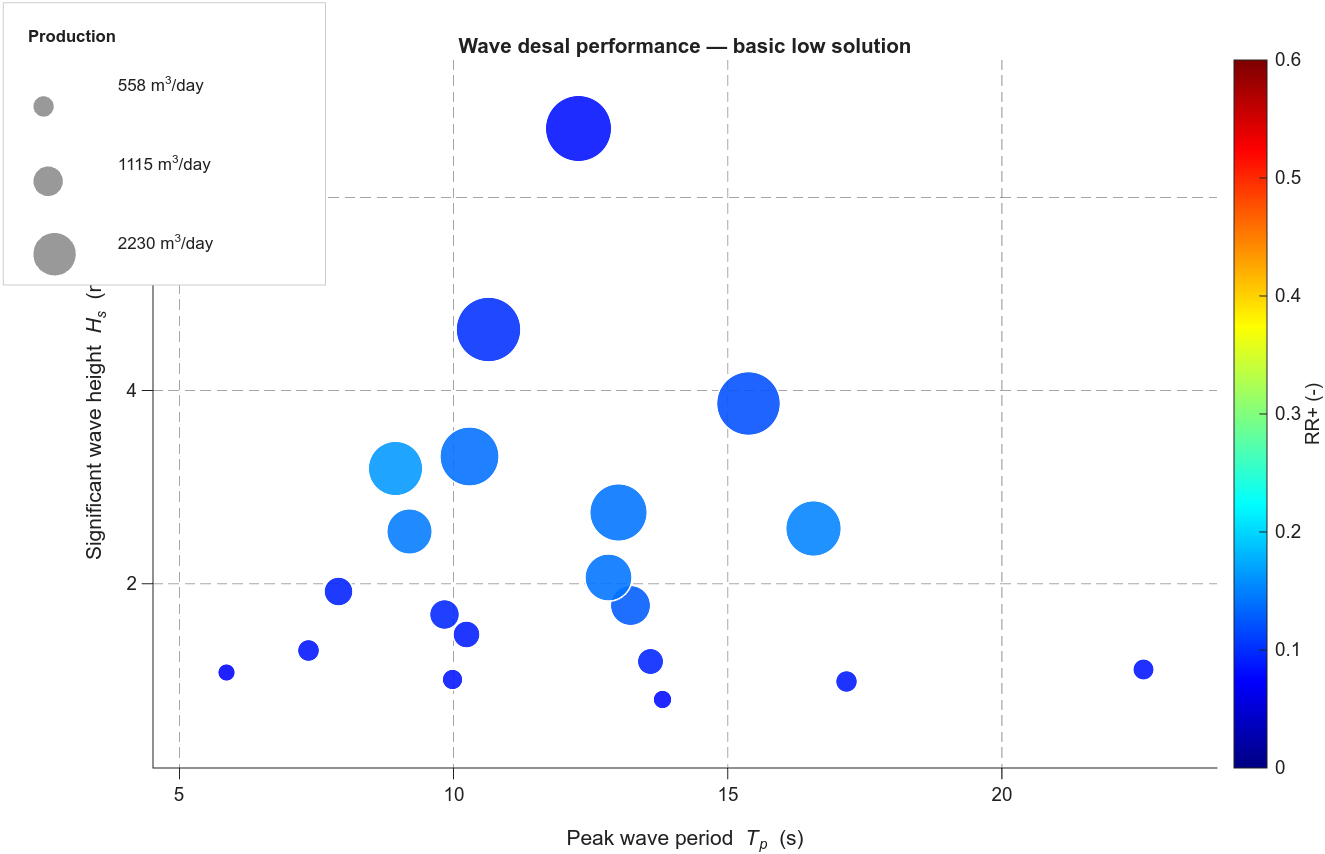 Production
558 m³/day
1115 m³/day
2230 m³/day
Wave desal performance — basic low solution
Significant wave height H_s
4
2
5 10 15 20
Peak wave period T_p (s)
0.6
0.5
0.4
0.3
0.2
0.1
0
RR+ (-)